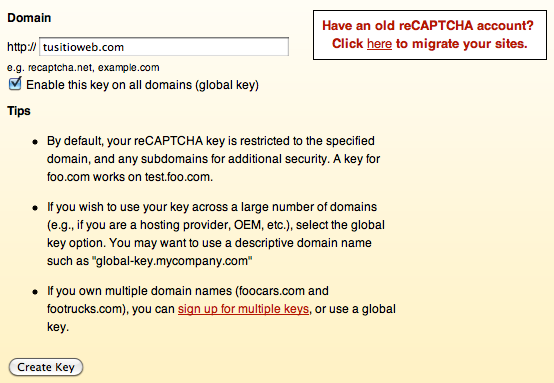 Domain
Have an old reCAPTCHA account?
Click here to migrate your sites.
http:// tusitioweb.com
e.g. recaptcha.net, example.com
Enable this key on all domains (global key)
Tips
• By default, your reCAPTCHA key is restricted to the specified
domain, and any subdomains for additional security. A key for
foo.com works on test.foo.com.
• If you wish to use your key across a large number of domains
(e.g., if you are a hosting provider, OEM, etc.), select the global
key option. You may want to use a descriptive domain name
such as "global-key.mycompany.com"
• If you own multiple domain names (foocars.com and
footrucks.com), you can sign up for multiple keys, or use a global
key.
Create Key